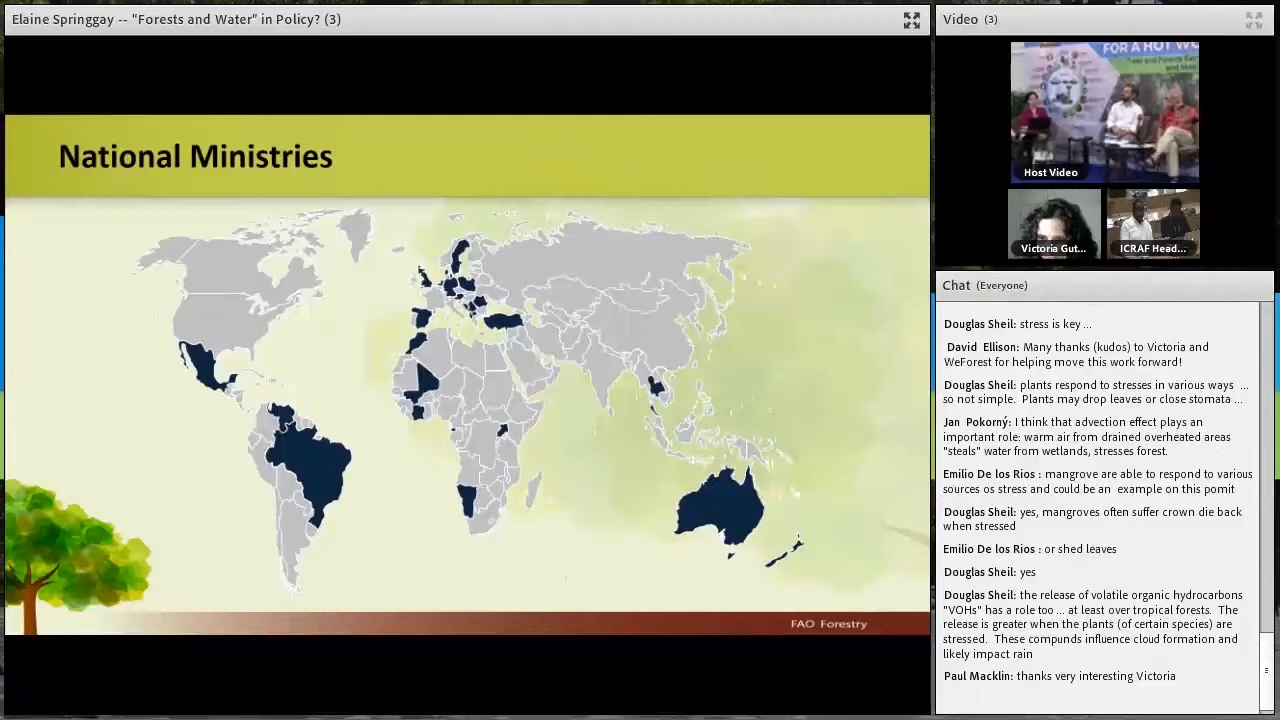 Elaine Springgay -- "Forests and Water" in Policy? (3)
National Ministries
FAO Forestry
Video (3)
FOR A HOT WO
Host Video
Victoria Gut...
ICRAF Head...
Chat (Everyone)
Douglas Sheil: stress is key ...
David Ellison: Many thanks (kudos) to Victoria and
WeForest for helping move this work forward!
Douglas Sheil: plants respond to stresses in various ways ...
so not simple. Plants may drop leaves or close stomata ...
Jan Pokorný: I think that advection effect plays an
important role: warm air from drained overheated areas
"steals" water from wetlands, stresses forest.
Emilio De los Rios : mangrove are able to respond to various
sources on stress and could be an example on this pomit
Douglas Sheil: yes, mangroves often suffer crown die back
when stressed
Emilio De los Rios : or shed leaves
Douglas Sheil: yes
Douglas Sheil: the release of volatile organic hydrocarbons
"VOHs" has a role too ... at least over tropical forests. The
release is greater when the plants (of certain species) are
stressed. These compunds influence cloud formation and
likely impact rain
Paul Macklin: thanks very interesting Victoria